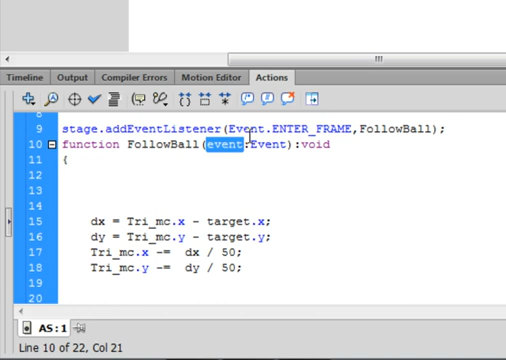 Timeline Output Compiler Errors Motion Editor Actions
9 stage.addEventListener(Event.ENTER_FRAME,FollowBall);
10 function FollowBall(event:Event):void
11 {
12
13
14
15 dx = Tri_mc.x - target.x;
16 dy = Tri_mc.y - target.y;
17 Tri_mc.x -= dx / 50;
18 Tri_mc.y -= dy / 50;
19
20
AS:1
Line 10 of 22, Col 21